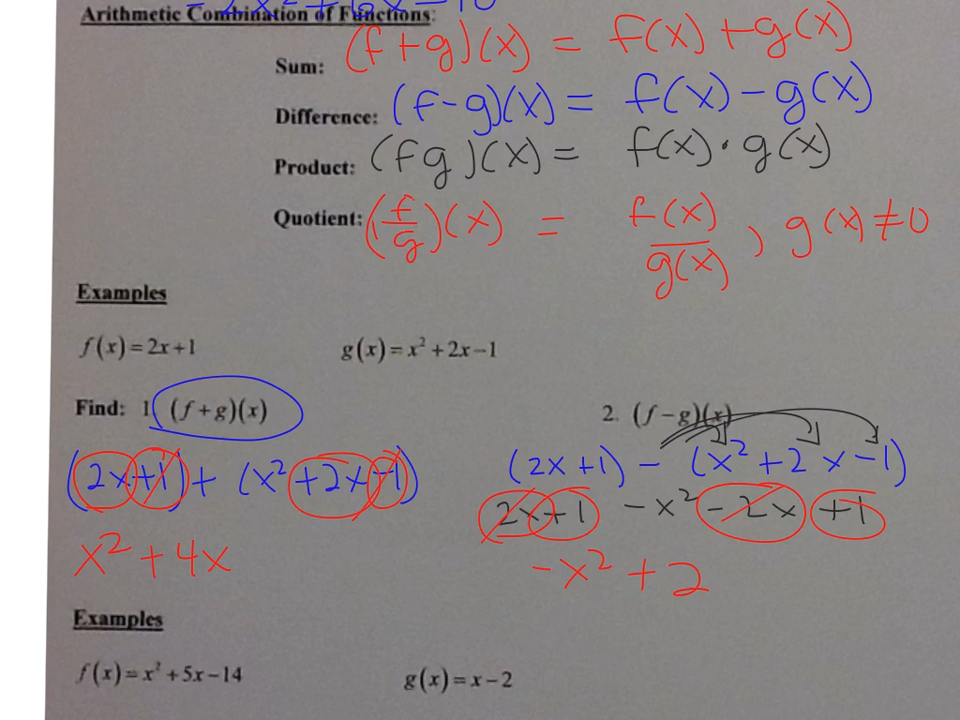 Arithmetic Combination of Functions:
Sum: (f+g)(x) = f(x)+g(x)
Difference: (f-g)(x) = f(x)-g(x)
Product: (fg)(x) = f(x)·g(x)
Quotient: (f/g)(x) = f(x)/g(x), g(x)≠0
Examples
f(x)=2x+1 g(x)=x²+2x-1
Find: 1. (f+g)(x) 2. (f-g)(x)
(2x+1)+(x²+2x-1) (2x+1)-(x²+2x-1)
2x+1 -x²-2x+1
x²+4x -x²+2
Examples
f(x)=x²+5x-14 g(x)=x-2